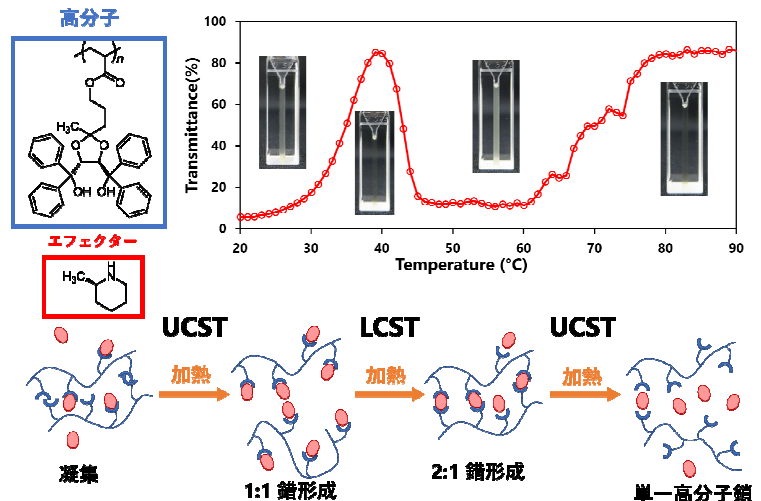 高分子
n
O
O
H₃C
O
O
OH
OH
エフェクター
H
N
H₃C
Transmittance(%)
100
80
60
40
20
0
20
30
40
50
60
70
80
90
Temperature (°C)
UCST
LCST
UCST
加熱
加熱
加熱
凝集
1:1 錯形成
2:1 錯形成
単一高分子鎖